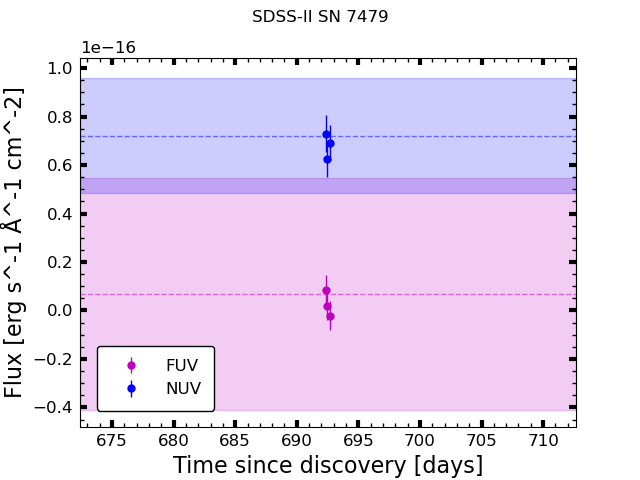 SDSS-II SN 7479
1e−16
1.0
0.8
0.6
0.4
0.2
0.0
−0.2
−0.4
Flux [erg s^-1 Å^-1 cm^-2]
FUV
NUV
675 680 685 690 695 700 705 710
Time since discovery [days]